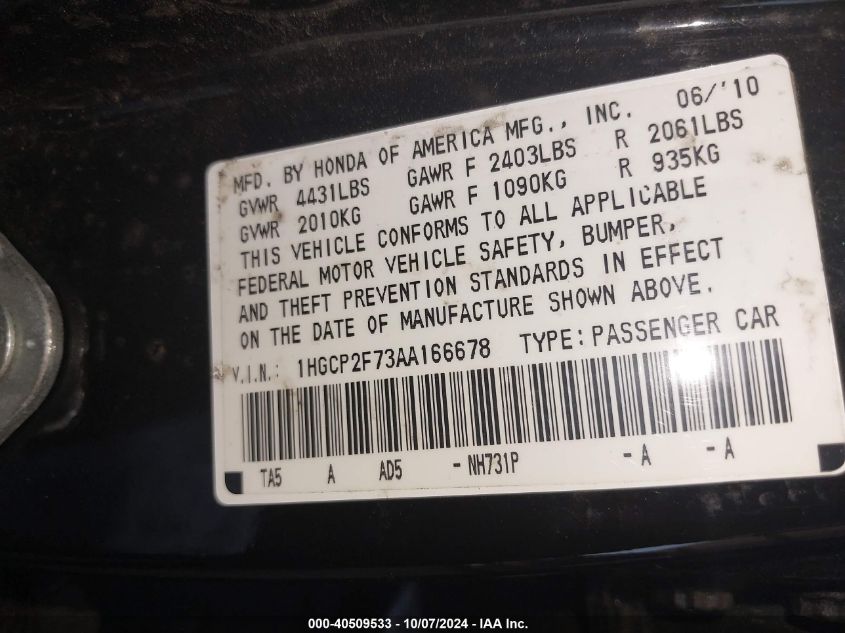 MFD. BY HONDA OF AMERICA MFG., INC. 06/'10
GVWR 4431LBS GAWR F 2403LBS R 2061LBS
GVWR 2010KG GAWR F 1090KG R 935KG
THIS VEHICLE CONFORMS TO ALL APPLICABLE
FEDERAL MOTOR VEHICLE SAFETY, BUMPER,
AND THEFT PREVENTION STANDARDS IN EFFECT
ON THE DATE OF MANUFACTURE SHOWN ABOVE.
V.I.N.: 1HGCP2F73AA166678 TYPE: PASSENGER CAR
TA5 A AD5 - NH731P - A - A
000-40509533 - 10/07/2024 - IAA Inc.